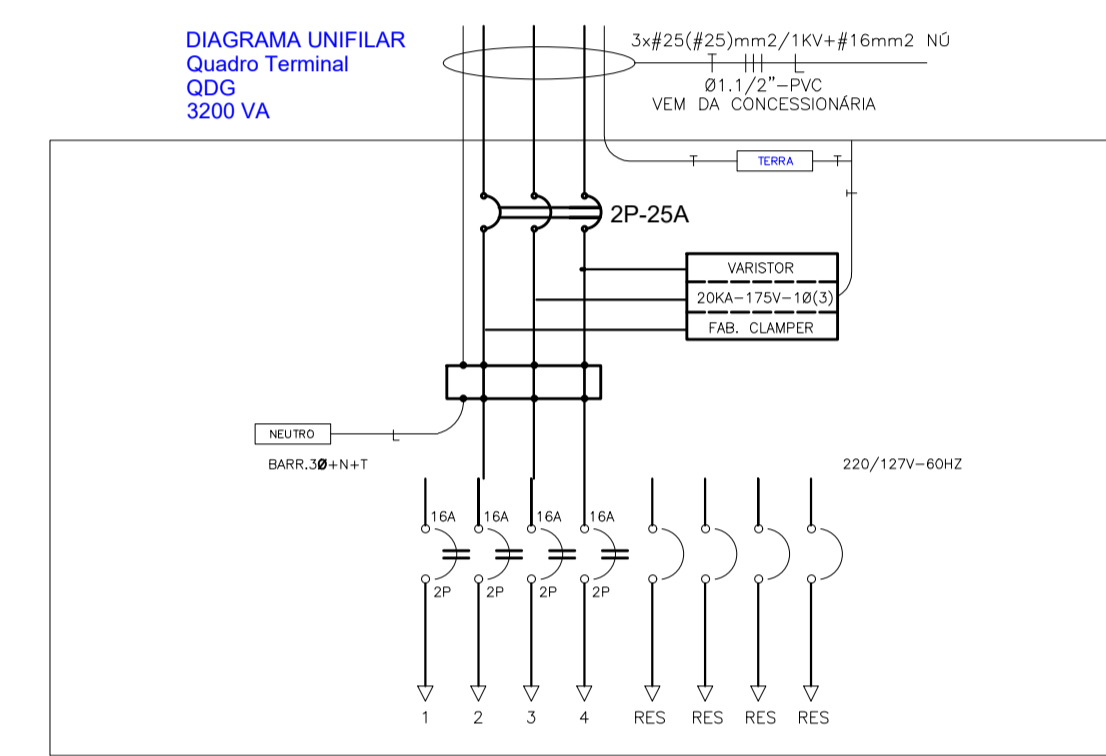 DIAGRAMA UNIFILAR
Quadro Terminal
QDG
3200 VA
3x#25(#25)mm2/1KV+#16mm2 NÚ
Ø1.1/2"-PVC
VEM DA CONCESSIONÁRIA
TERRA
2P-25A
VARISTOR
20KA-175V-1Ø(3)
FAB. CLAMPER
NEUTRO
BARR.3Ø+N+T
220/127V-60HZ
16A 16A 16A 16A
2P 2P 2P 2P
1 2 3 4 RES RES RES RES